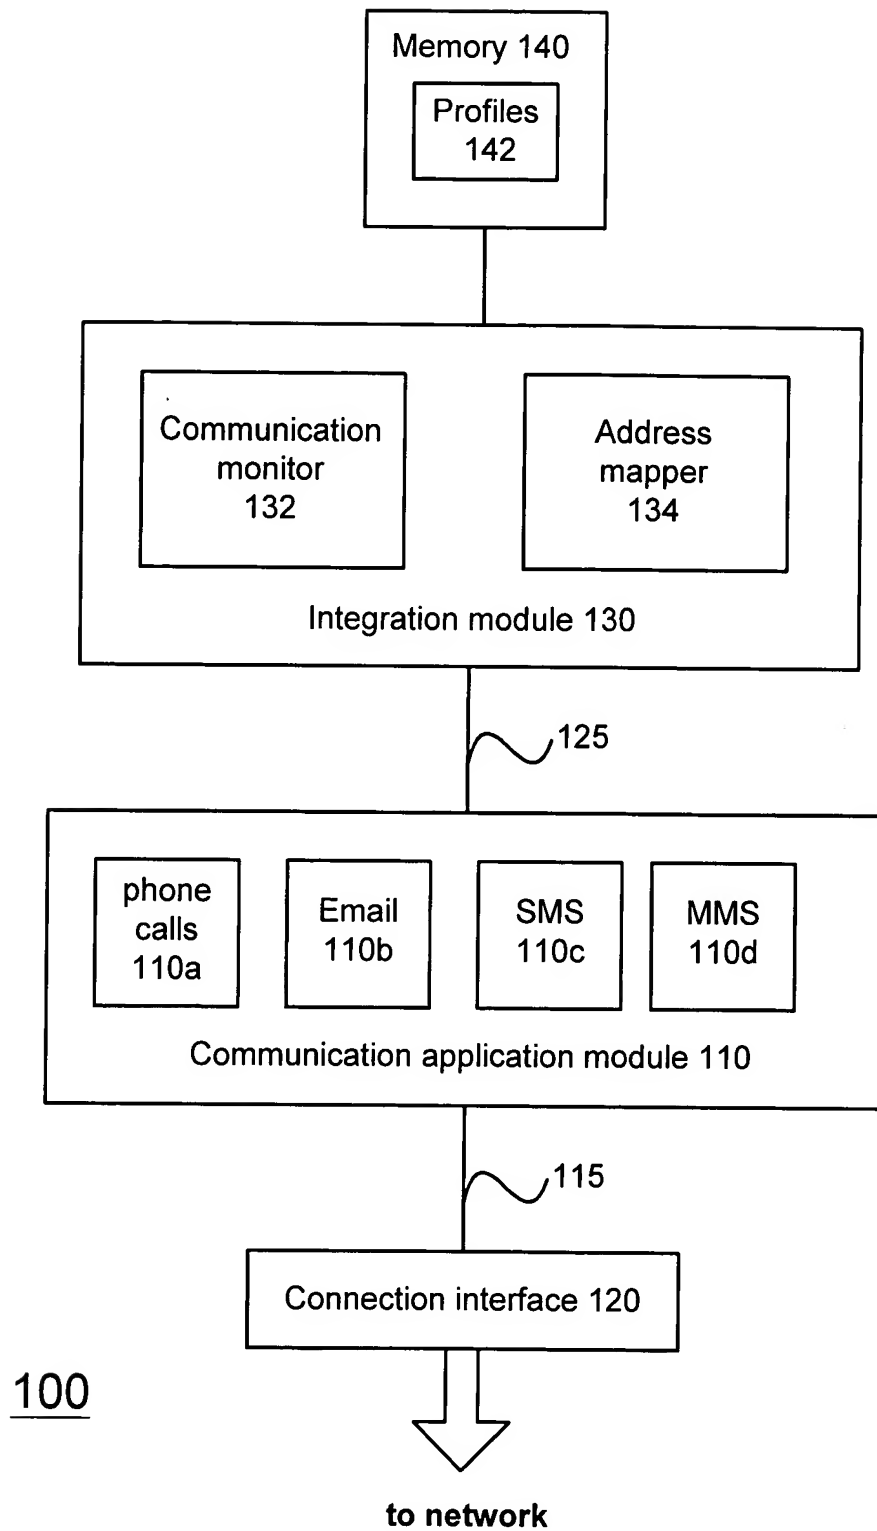 Memory 140
Profiles
142
Communication
monitor
132
Address
mapper
134
Integration module 130
125
phone
calls
110a
Email
110b
SMS
110c
MMS
110d
Communication application module 110
115
Connection interface 120
100
to network